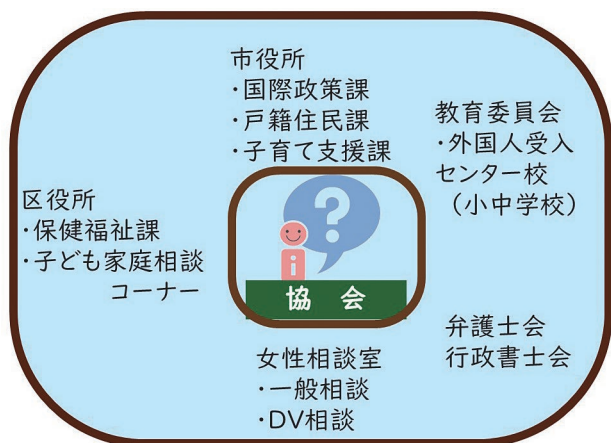 市役所
・国際政策課
・戸籍住民課
・子育て支援課
教育委員会
・外国人受入
センター校
（小中学校）
区役所
・保健福祉課
・子ども家庭相談
コーナー
?
i
協 会
弁護士会
行政書士会
女性相談室
・一般相談
・DV相談